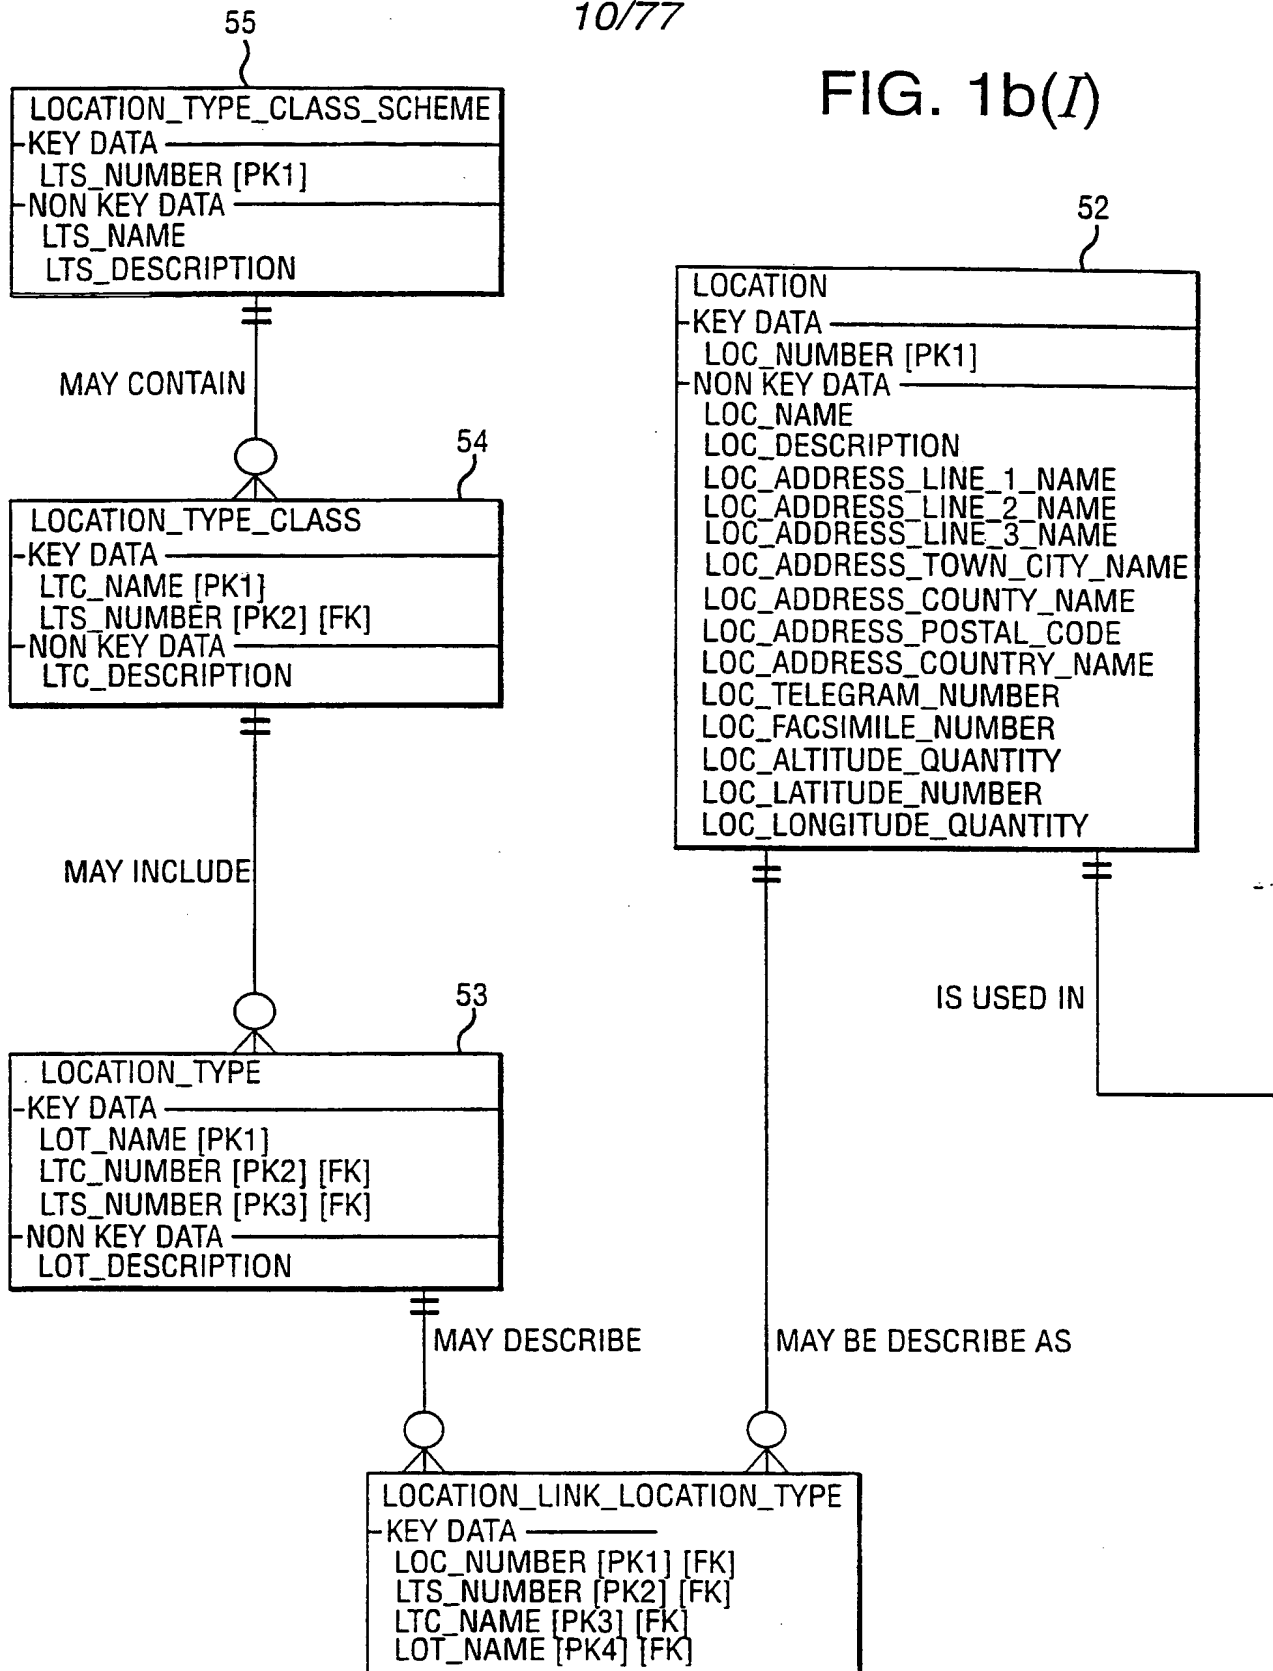 10/77
FIG. 1b(I)
55
LOCATION_TYPE_CLASS_SCHEME
KEY DATA
LTS_NUMBER [PK1]
NON KEY DATA
LTS_NAME
LTS_DESCRIPTION
MAY CONTAIN
54
LOCATION_TYPE_CLASS
KEY DATA
LTC_NAME [PK1]
LTS_NUMBER [PK2] [FK]
NON KEY DATA
LTC_DESCRIPTION
MAY INCLUDE
53
LOCATION_TYPE
KEY DATA
LOT_NAME [PK1]
LTC_NUMBER [PK2] [FK]
LTS_NUMBER [PK3] [FK]
NON KEY DATA
LOT_DESCRIPTION
MAY DESCRIBE
52
LOCATION
KEY DATA
LOC_NUMBER [PK1]
NON KEY DATA
LOC_NAME
LOC_DESCRIPTION
LOC_ADDRESS_LINE_1_NAME
LOC_ADDRESS_LINE_2_NAME
LOC_ADDRESS_LINE_3_NAME
LOC_ADDRESS_TOWN_CITY_NAME
LOC_ADDRESS_COUNTY_NAME
LOC_ADDRESS_POSTAL_CODE
LOC_ADDRESS_COUNTRY_NAME
LOC_TELEGRAM_NUMBER
LOC_FACSIMILE_NUMBER
LOC_ALTITUDE_QUANTITY
LOC_LATITUDE_NUMBER
LOC_LONGITUDE_QUANTITY
IS USED IN
MAY BE DESCRIBE AS
LOCATION_LINK_LOCATION_TYPE
KEY DATA
LOC_NUMBER [PK1] [FK]
LTS_NUMBER [PK2] [FK]
LTC_NAME [PK3] [FK]
LOT_NAME [PK4] [FK]